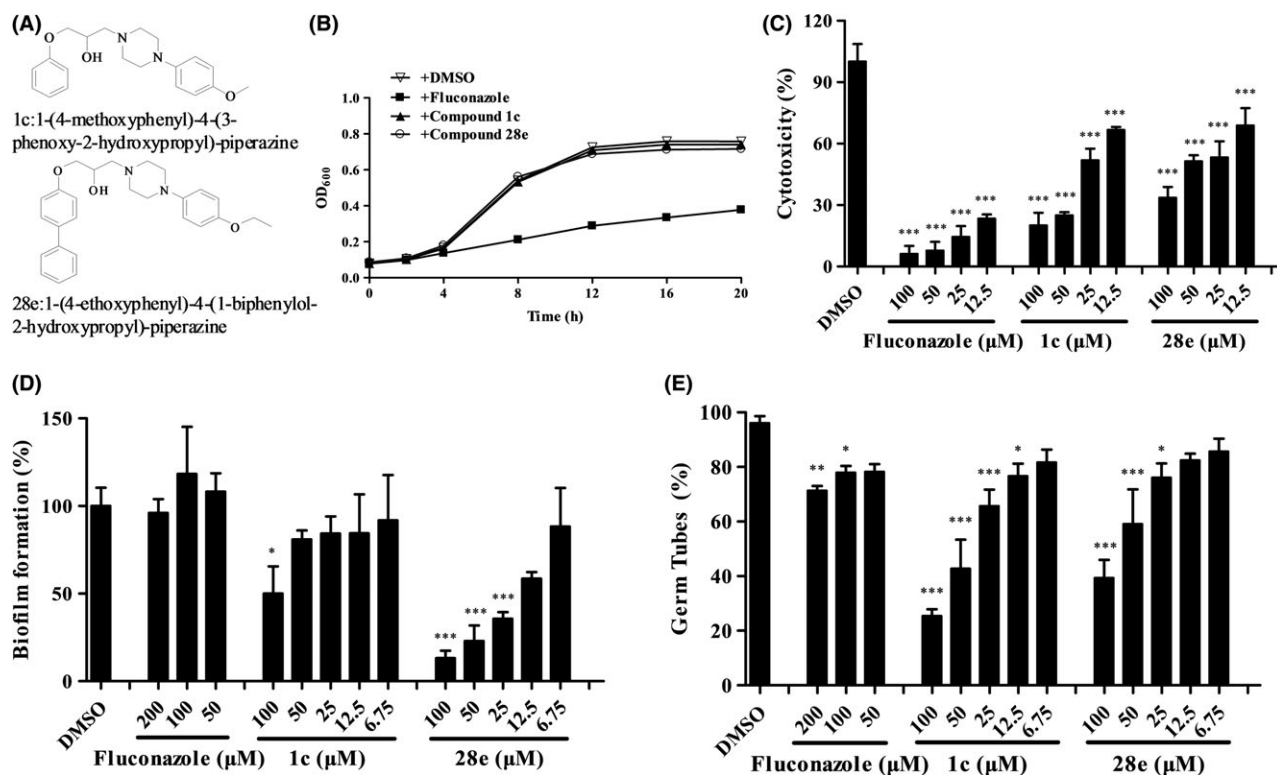 (A)
O
OH
N
N
O
1c:1-(4-methoxyphenyl)-4-(3-
phenoxy-2-hydroxypropyl)-piperazine
O
OH
N
N
O
28e:1-(4-ethoxyphenyl)-4-(1-biphenylol-
2-hydroxypropyl)-piperazine
(B)
+DMSO
+Fluconazole
+Compound 1c
+Compound 28e
1.0
0.8
0.6
0.4
0.2
0.0
OD600
0 4 8 12 16 20
Time (h)
(C)
Cytotoxicity (%)
120
90
60
30
0
*** *** *** *** *** *** *** *** *** *** *** ***
DMSO 100 50 25 12.5 100 50 25 12.5 100 50 25 12.5
Fluconazole (μM) 1c (μM) 28e (μM)
(D)
Biofilm formation (%)
150
100
50
0
* *** *** ***
DMSO 200 100 50 100 50 25 12.5 6.75 100 50 25 12.5 6.75
Fluconazole (μM) 1c (μM) 28e (μM)
(E)
Germ Tubes (%)
100
80
60
40
20
0
** * *** *** *** * *** *** *
DMSO 200 100 50 100 50 25 12.5 6.75 100 50 25 12.5 6.75
Fluconazole (μM) 1c (μM) 28e (μM)